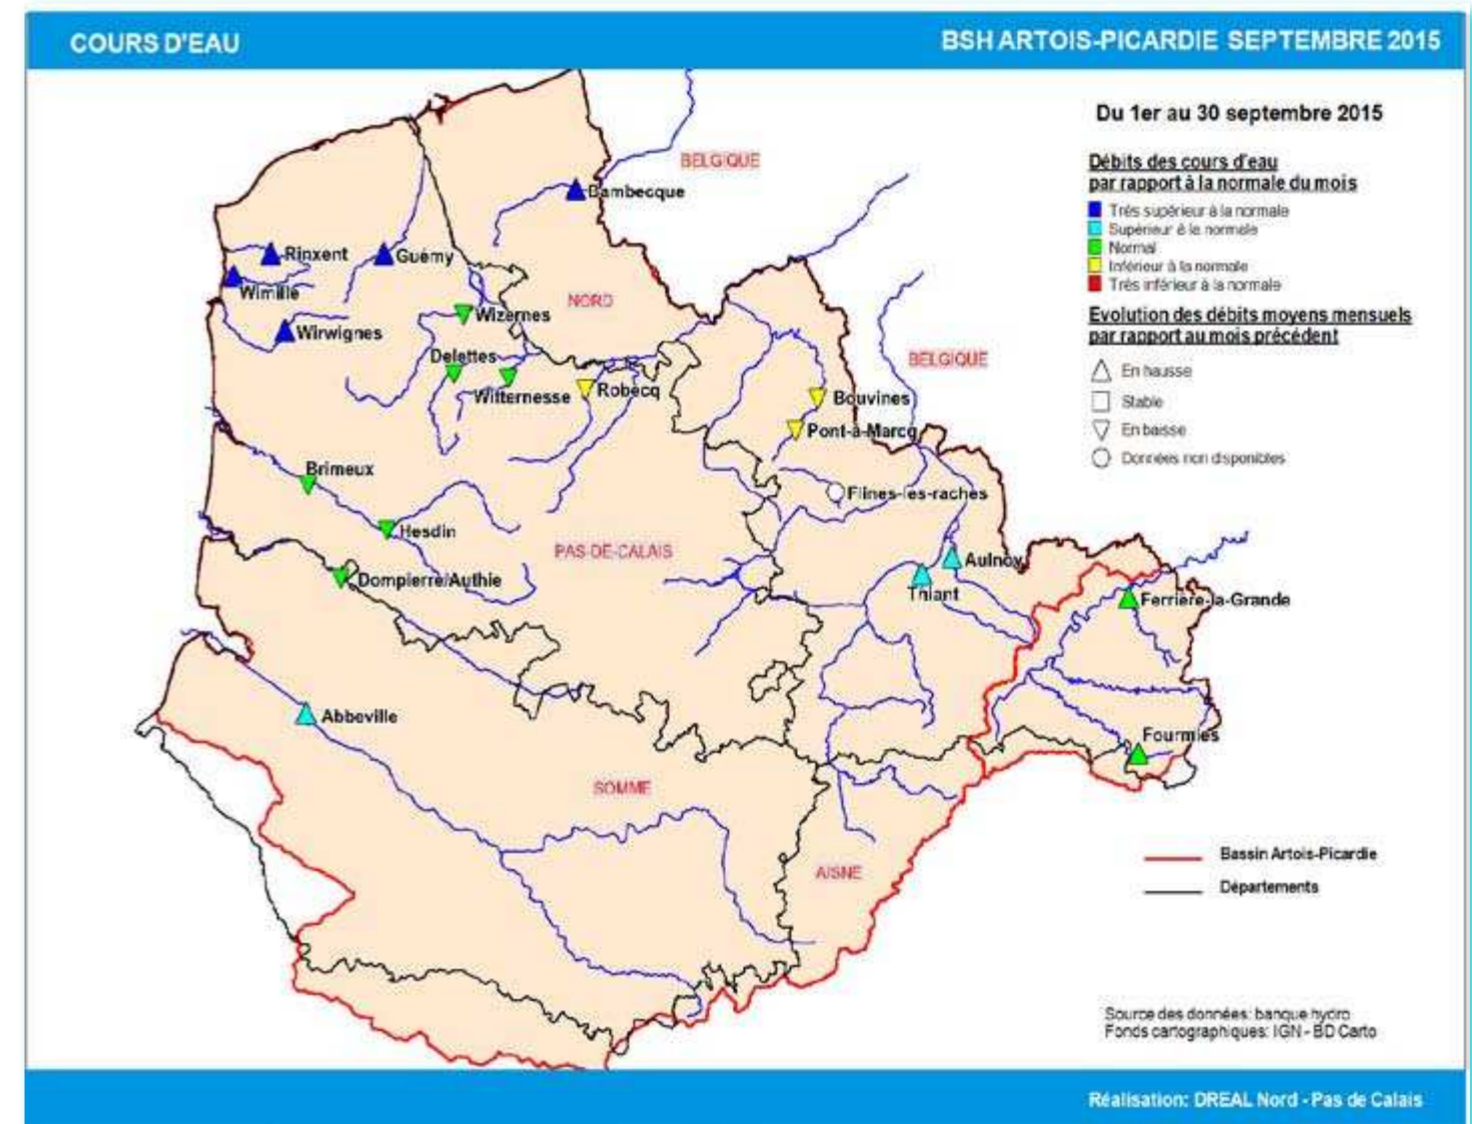 COURS D'EAU
BSH ARTOIS-PICARDIE SEPTEMBRE 2015
Du 1er au 30 septembre 2015
Débits des cours d'eau
par rapport à la normale du mois
Trés supérieur à la normale
Supérieur à la normale
Normal
Inférieur à la normale
Trés inférieur à la normale
Evolution des débits moyens mensuels
par rapport au mois précédent
En hausse
Stable
En baisse
Données non disponibles
BELGIQUE
Bambecque
Rinxent
Guémy
Wimille
NORD
Wizernes
Wirwignes
Delettes
BELGIQUE
Witternesse
Robecq
Bouvines
Pont-à-Marcq
Brimeux
Flines-les-raches
Hesdin
PAS-DE-CALAIS
Aulnoy
Dompierre/Authie
Thiant
Ferrière-la-Grande
Abbeville
Fourmies
SOMME
AISNE
Bassin Artois-Picardie
Départements
Source des données: banque hydro
Fonds cartographiques: IGN - BD Carto
Réalisation: DREAL Nord - Pas de Calais